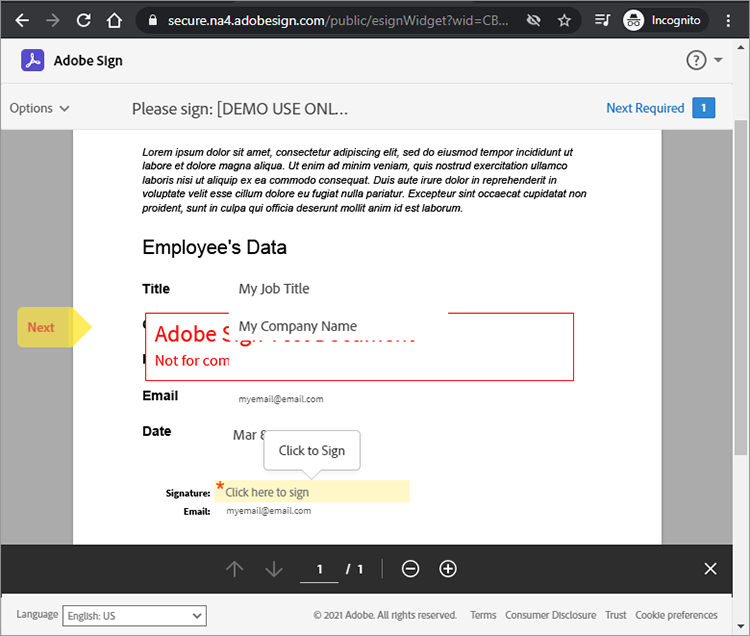 secure.na4.adobesign.com/public/esignWidget?wid=CB...
Incognito
Adobe Sign
?
Options
Please sign: [DEMO USE ONL...
Next Required 1
Lorem ipsum dolor sit amet, consectetur adipiscing elit, sed do eiusmod tempor incididunt ut
labore et dolore magna aliqua. Ut enim ad minim veniam, quis nostrud exercitation ullamco
laboris nisi ut aliquip ex ea commodo consequat. Duis aute irure dolor in reprehenderit in
voluptate velit esse cillum dolore eu fugiat nulla pariatur. Excepteur sint occaecat cupidatat non
proident, sunt in culpa qui officia deserunt mollit anim id est laborum.
Employee's Data
Title My Job Title
Next
My Company Name
Adobe Sign Test Document
Not for com
Email myemail@email.com
Date Mar 8
Click to Sign
Signature: * Click here to sign
Email: myemail@email.com
1 / 1
Language English: US © 2021 Adobe. All rights reserved. Terms Consumer Disclosure Trust Cookie preferences